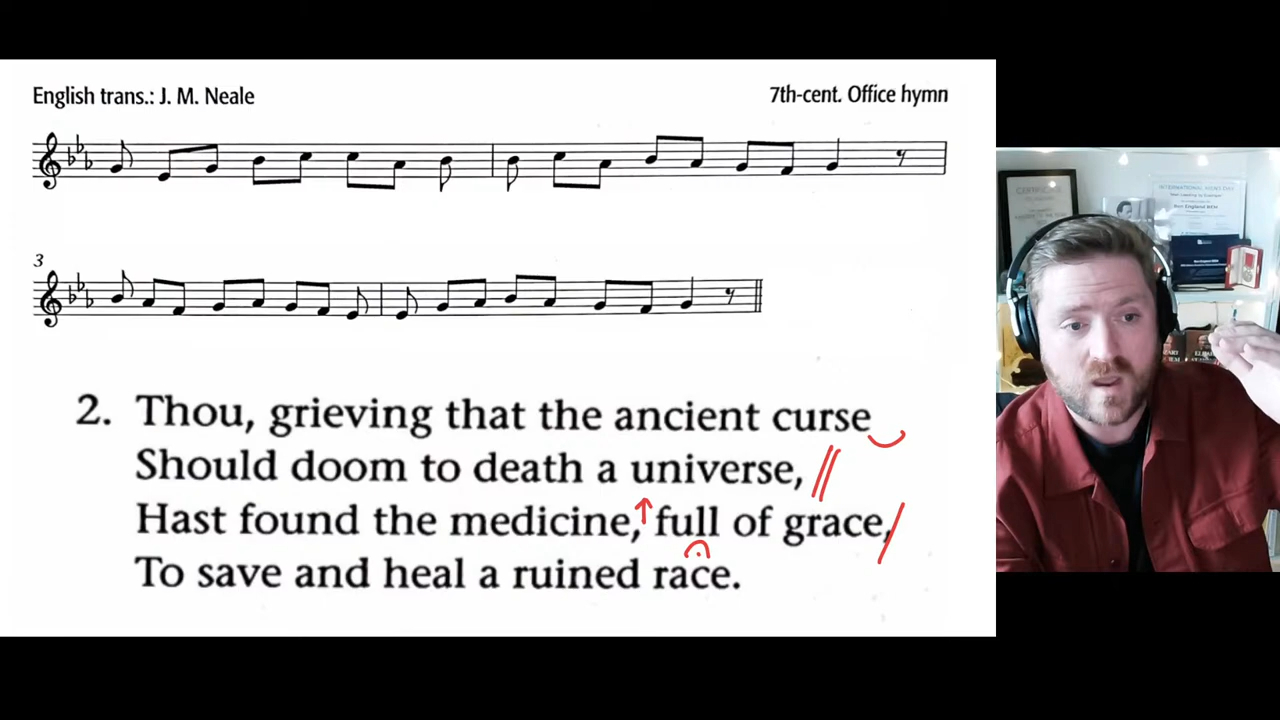 English trans.: J. M. Neale
7th-cent. Office hymn
3
2. Thou, grieving that the ancient curse
Should doom to death a universe,
Hast found the medicine, full of grace,
To save and heal a ruined race.